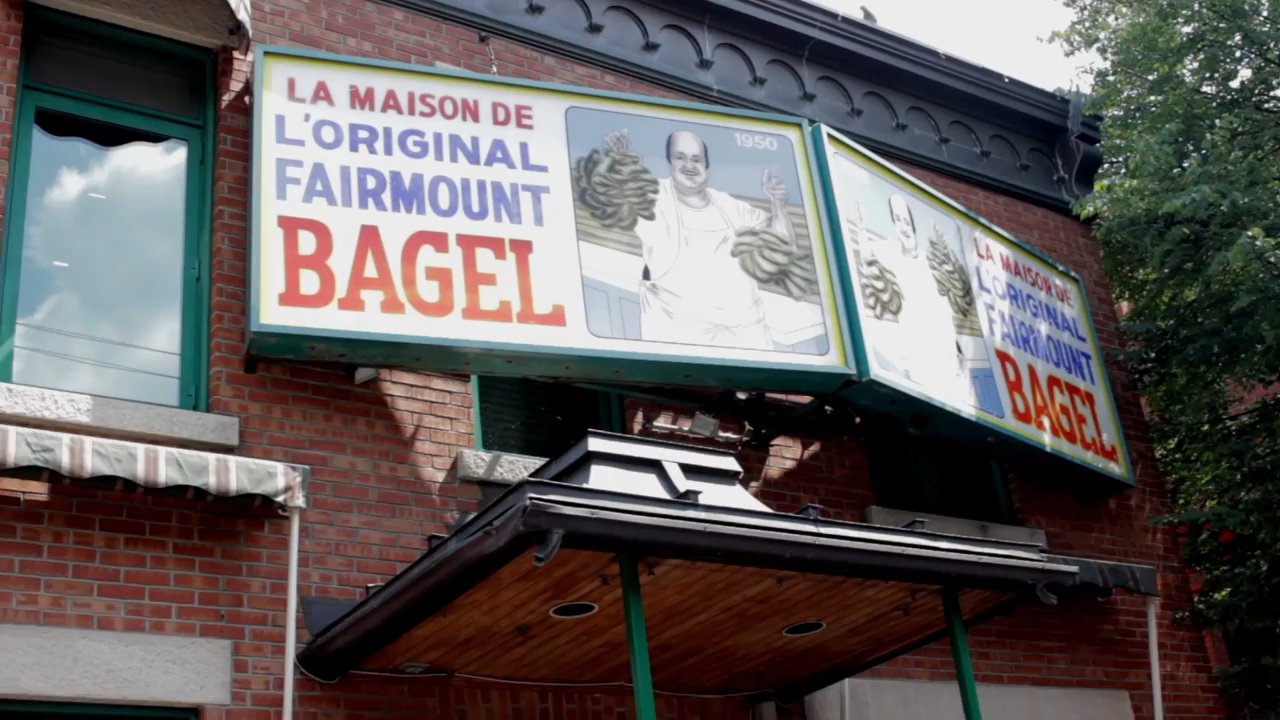 LA MAISON DE
L'ORIGINAL
FAIRMOUNT
BAGEL
1950
LA MAISON DE
L'ORIGINAL
FAIRMOUNT
BAGEL